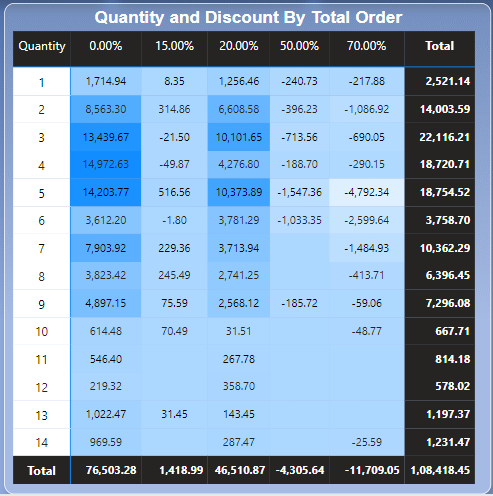 Quantity and Discount By Total Order
Quantity 0.00% 15.00% 20.00% 50.00% 70.00% Total
1 1,714.94 8.35 1,256.46 -240.73 -217.88 2,521.14
2 8,563.30 314.86 6,608.58 -396.23 -1,086.92 14,003.59
3 13,439.67 -21.50 10,101.65 -713.56 -690.05 22,116.21
4 14,972.63 -49.87 4,276.80 -188.70 -290.15 18,720.71
5 14,203.77 516.56 10,373.89 -1,547.36 -4,792.34 18,754.52
6 3,612.20 -1.80 3,781.29 -1,033.35 -2,599.64 3,758.70
7 7,903.92 229.36 3,713.94 -1,484.93 10,362.29
8 3,823.42 245.49 2,741.25 -413.71 6,396.45
9 4,897.15 75.59 2,568.12 -185.72 -59.06 7,296.08
10 614.48 70.49 31.51 -48.77 667.71
11 546.40 267.78 814.18
12 219.32 358.70 578.02
13 1,022.47 31.45 143.45 1,197.37
14 969.59 287.47 -25.59 1,231.47
Total 76,503.28 1,418.99 46,510.87 -4,305.64 -11,709.05 1,08,418.45